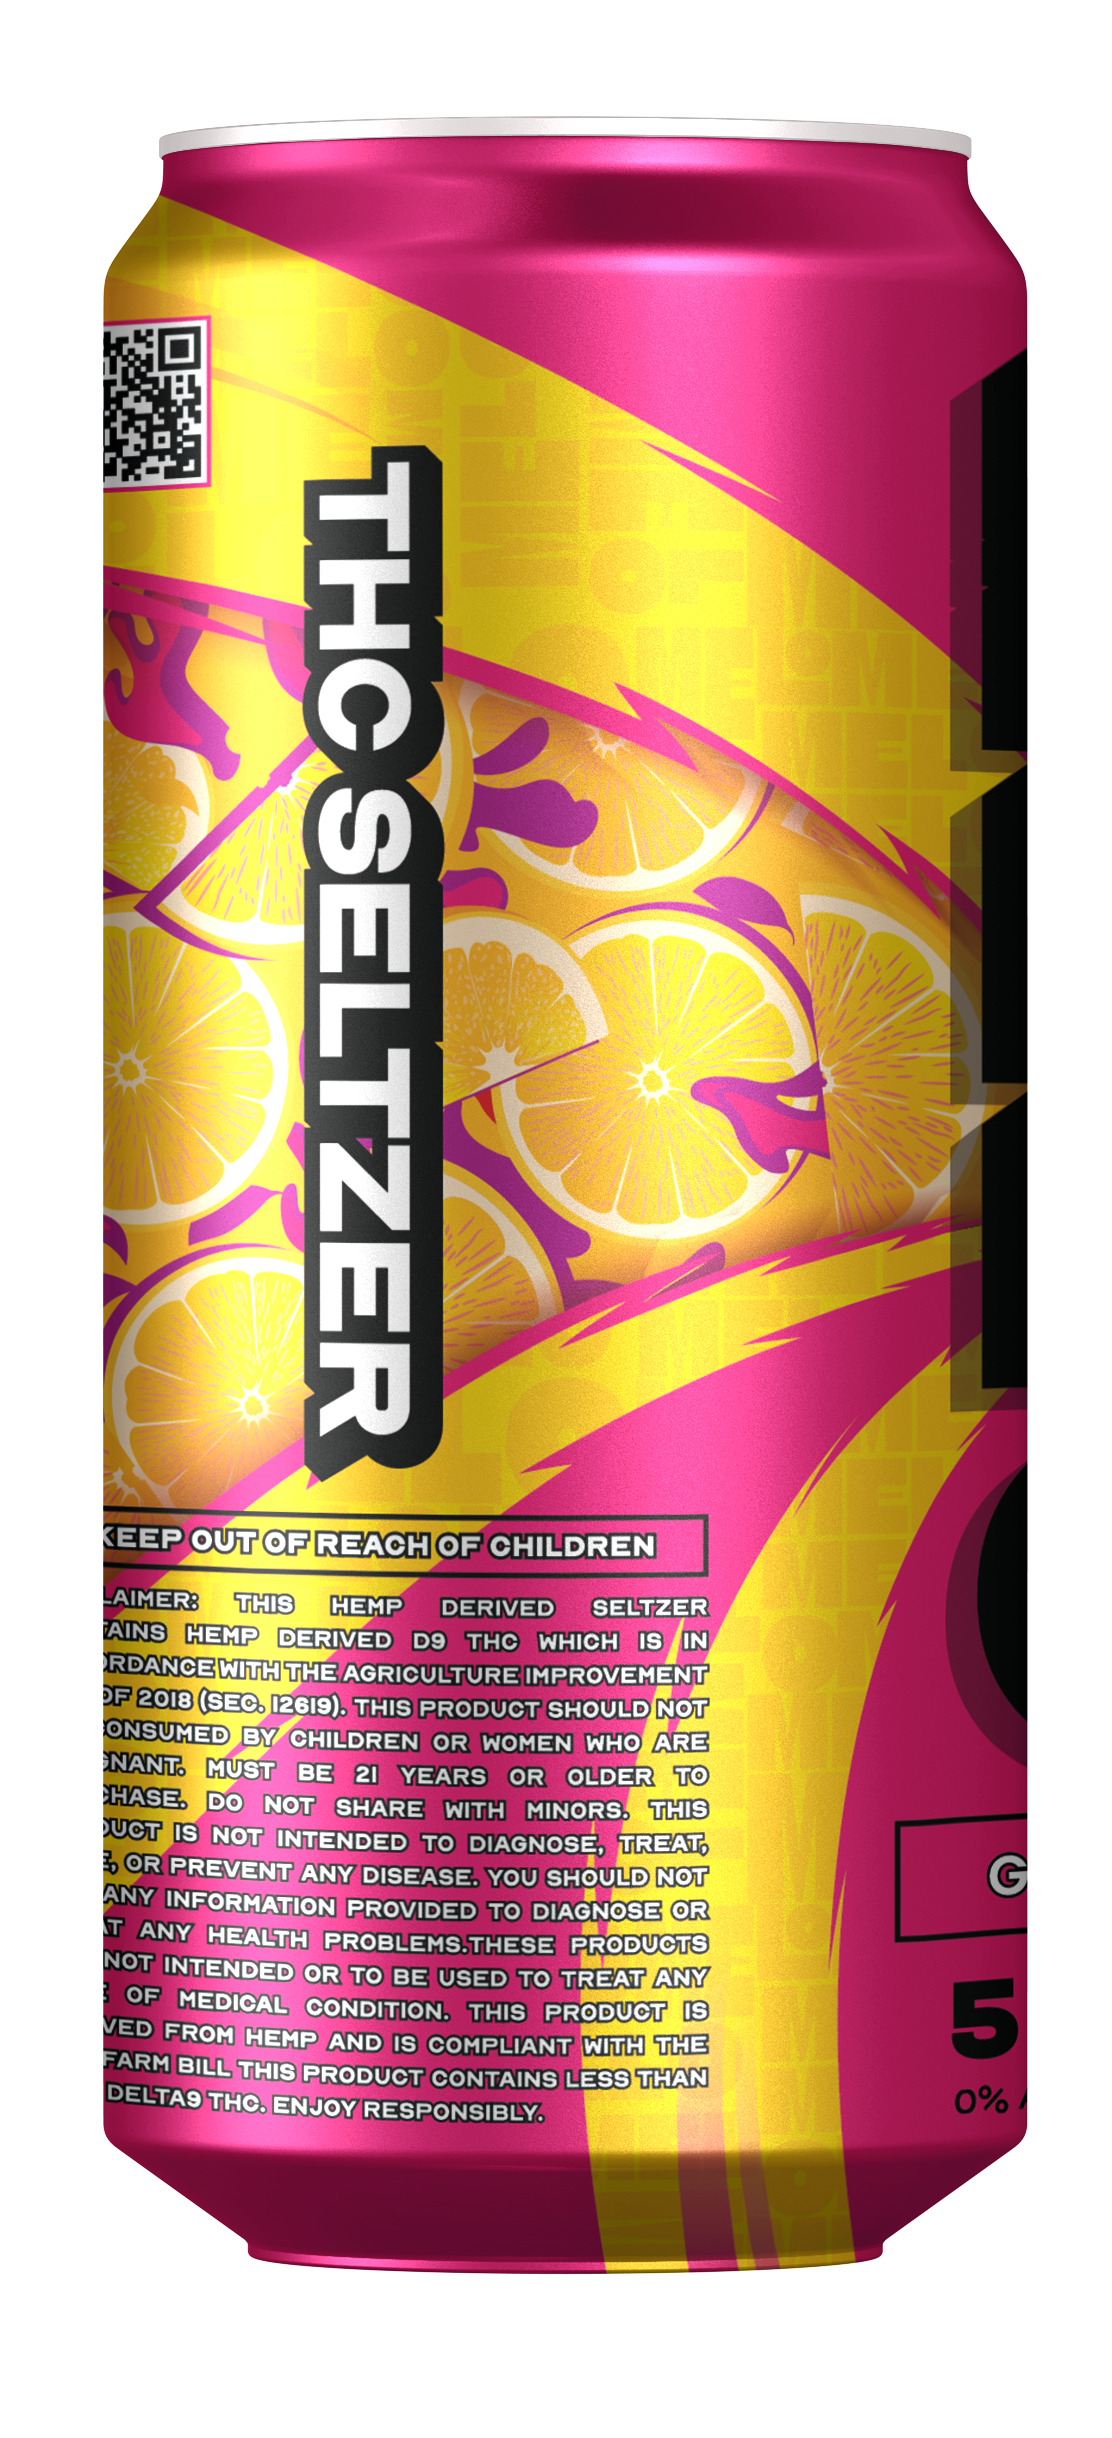 THC SELTZER
KEEP OUT OF REACH OF CHILDREN
LAIMER: THIS HEMP DERIVED SELTZER
TAINS HEMP DERIVED D9 THC WHICH IS IN
ORDANCE WITH THE AGRICULTURE IMPROVEMENT
OF 2018 (SEC. 12619). THIS PRODUCT SHOULD NOT
CONSUMED BY CHILDREN OR WOMEN WHO ARE
GNANT. MUST BE 21 YEARS OR OLDER TO
CHASE. DO NOT SHARE WITH MINORS. THIS
DUCT IS NOT INTENDED TO DIAGNOSE, TREAT,
E, OR PREVENT ANY DISEASE. YOU SHOULD NOT
ANY INFORMATION PROVIDED TO DIAGNOSE OR
AT ANY HEALTH PROBLEMS.THESE PRODUCTS
NOT INTENDED OR TO BE USED TO TREAT ANY
E OF MEDICAL CONDITION. THIS PRODUCT IS
VED FROM HEMP AND IS COMPLIANT WITH THE
FARM BILL THIS PRODUCT CONTAINS LESS THAN
DELTA9 THC. ENJOY RESPONSIBLY.
G
5
0%